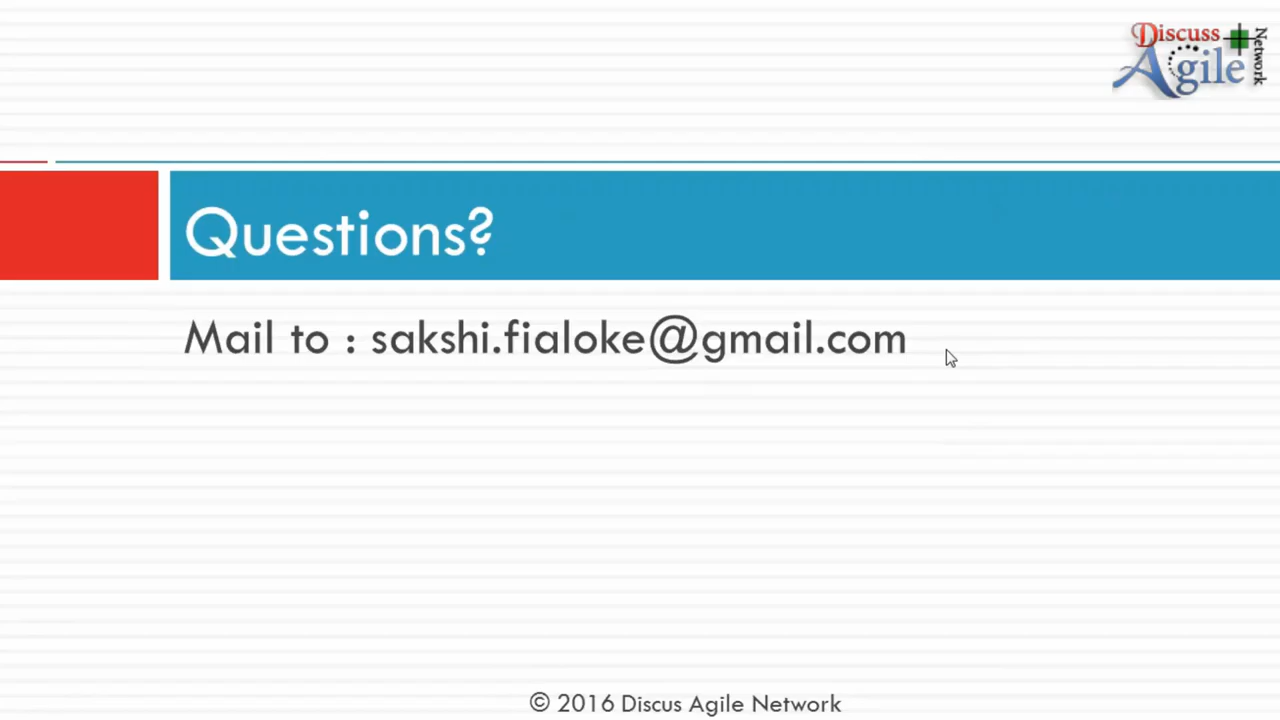 Discuss
Agile
Network
Questions?
Mail to : sakshi.fialoke@gmail.com
© 2016 Discus Agile Network